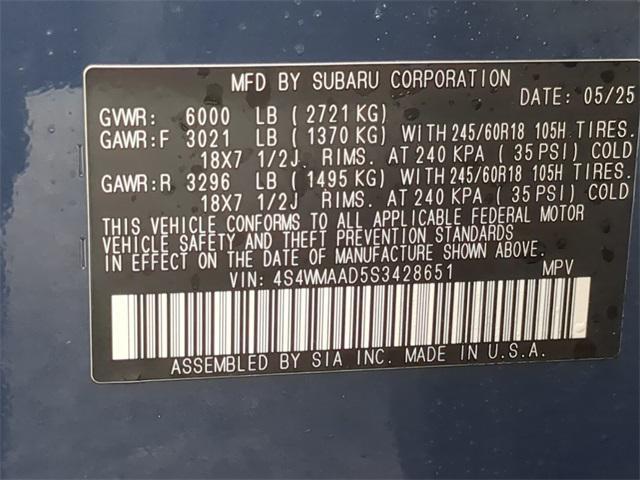 MFD BY SUBARU CORPORATION
DATE: 05/25
GVWR: 6000 LB ( 2721 KG)
GAWR:F 3021 LB ( 1370 KG) WITH 245/60R18 105H TIRES.
18X7 1/2J. RIMS. AT 240 KPA ( 35 PSI) COLD
GAWR:R 3296 LB ( 1495 KG) WITH 245/60R18 105H TIRES.
18X7 1/2J. RIMS. AT 240 KPA ( 35 PSI) COLD
THIS VEHICLE CONFORMS TO ALL APPLICABLE FEDERAL MOTOR
VEHICLE SAFETY AND THEFT PREVENTION STANDARDS
IN EFFECT ON THE DATE OF MANUFACTURE SHOWN ABOVE.
VIN: 4S4WMAAD5S3428651 MPV
ASSEMBLED BY SIA INC. MADE IN U.S.A.